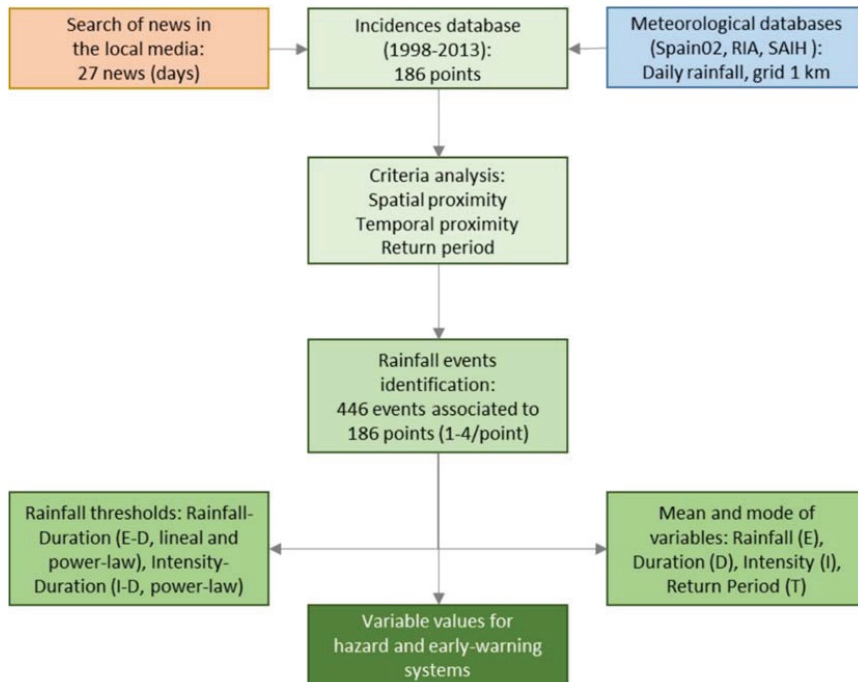 Search of news in
the local media:
27 news (days)
Incidences database
(1998-2013):
186 points
Meteorological databases
(Spain02, RIA, SAIH ):
Daily rainfall, grid 1 km
Criteria analysis:
Spatial proximity
Temporal proximity
Return period
Rainfall events
identification:
446 events associated to
186 points (1-4/point)
Rainfall thresholds: Rainfall-
Duration (E-D, lineal and
power-law), Intensity-
Duration (I-D, power-law)
Mean and mode of
variables: Rainfall (E),
Duration (D), Intensity (I),
Return Period (T)
Variable values for
hazard and early-warning
systems